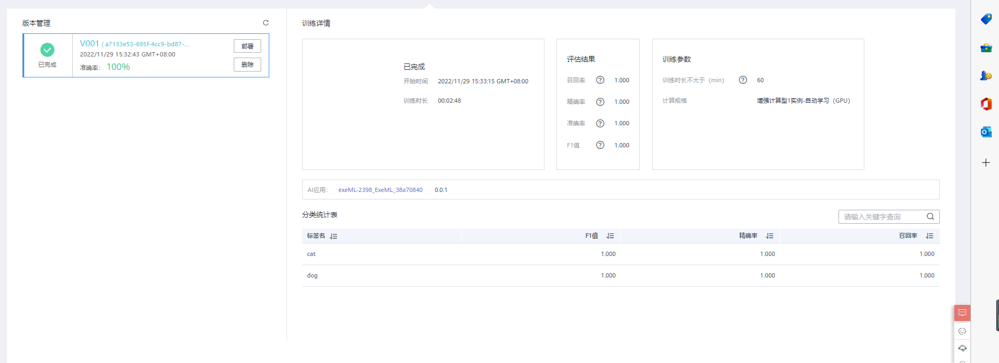 版本管理
已完成
V001 ( a7133e53-695f-4cc9-bd87-...
2022/11/29 15:32:43 GMT+08:00
准确率： 100%
部署
删除
训练详情
已完成
开始时间 2022/11/29 15:33:15 GMT+08:00
训练时长 00:02:48
评估结果
召回率 ? 1.000
精确率 ? 1.000
准确率 ? 1.000
F1值 ? 1.000
训练参数
训练时长不大于（min） ? 60
计算规格 增强计算型1实例-自动学习（GPU）
AI应用： exeML-2398_ExeML_38a70840 0.0.1
分类统计表
请输入关键字查询
标签名 F1值 精确率 召回率
cat 1.000 1.000 1.000
dog 1.000 1.000 1.000